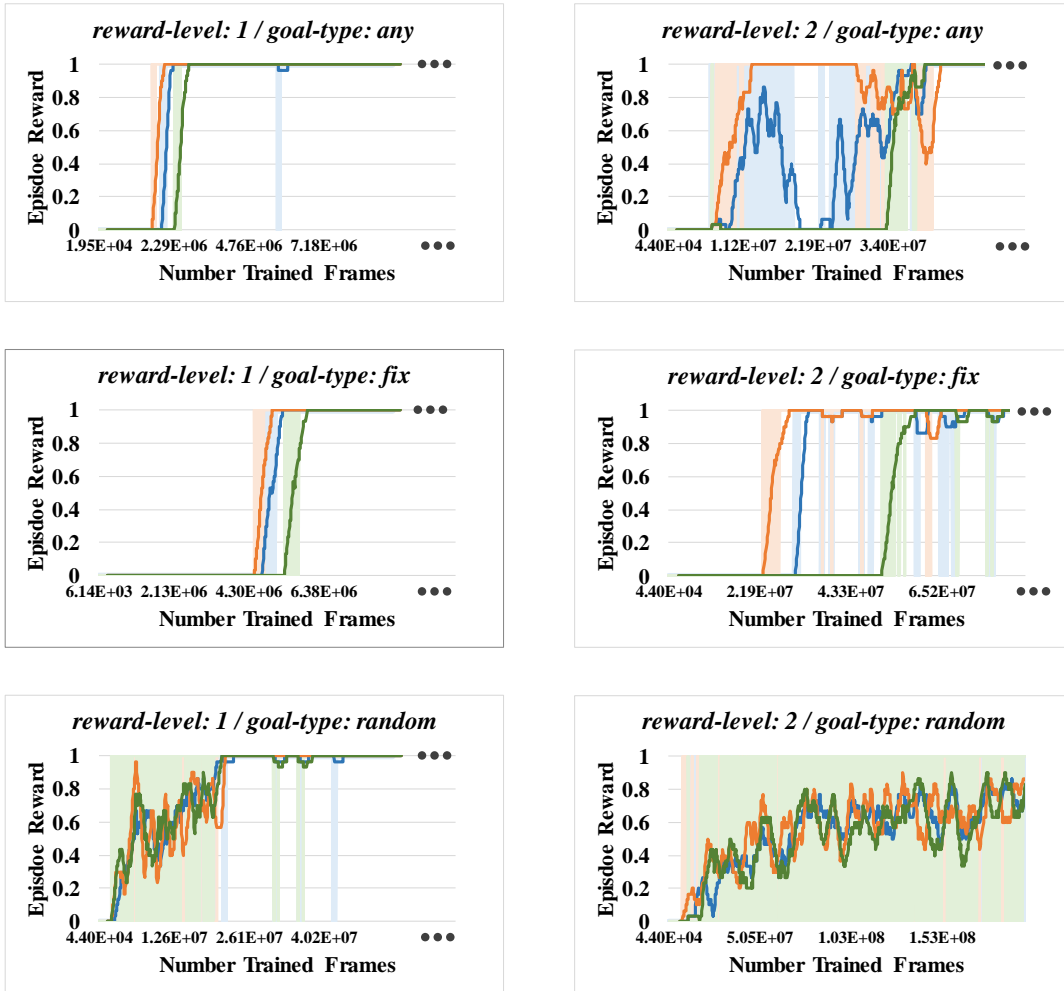 reward-level: 1 / goal-type: any
Episdoe Reward
1
0.8
0.6
0.4
0.2
0
1.95E+04 2.29E+06 4.76E+06 7.18E+06
Number Trained Frames
reward-level: 2 / goal-type: any
Episdoe Reward
1
0.8
0.6
0.4
0.2
0
4.40E+04 1.12E+07 2.19E+07 3.40E+07
Number Trained Frames
reward-level: 1 / goal-type: fix
Episdoe Reward
1
0.8
0.6
0.4
0.2
0
6.14E+03 2.13E+06 4.30E+06 6.38E+06
Number Trained Frames
reward-level: 2 / goal-type: fix
Episdoe Reward
1
0.8
0.6
0.4
0.2
0
4.40E+04 2.19E+07 4.33E+07 6.52E+07
Number Trained Frames
reward-level: 1 / goal-type: random
Episdoe Reward
1
0.8
0.6
0.4
0.2
0
4.40E+04 1.26E+07 2.61E+07 4.02E+07
Number Trained Frames
reward-level: 2 / goal-type: random
Episdoe Reward
1
0.8
0.6
0.4
0.2
0
4.40E+04 5.05E+07 1.03E+08 1.53E+08
Number Trained Frames